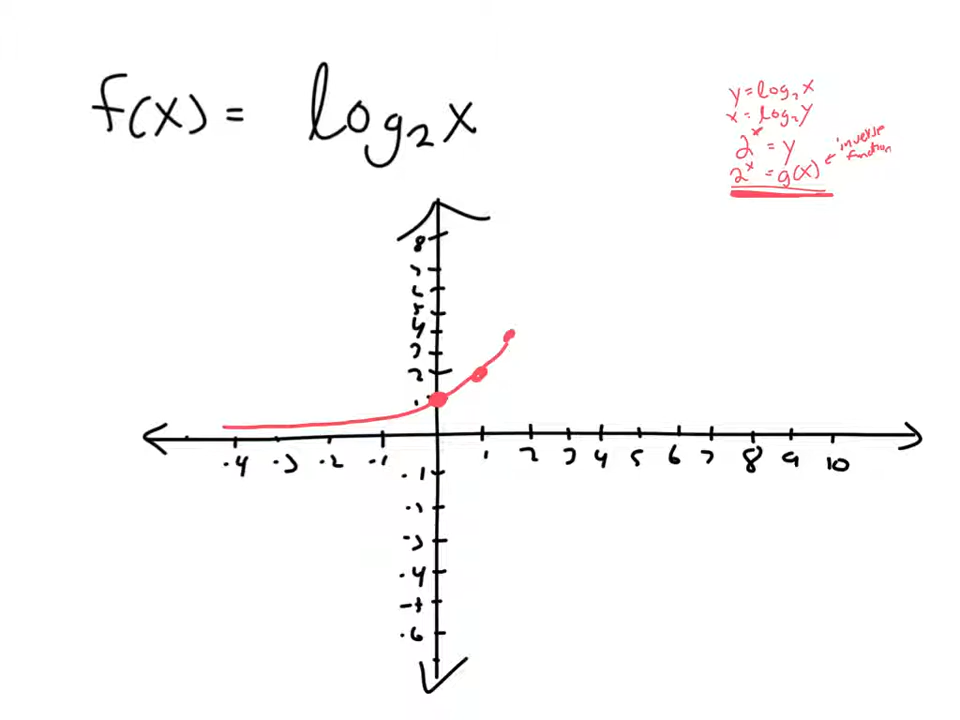 f(x) = log₂x
y = log₂x
x = log₂y
2ˣ = y
2ˣ = g(x) ← inverse function
8
7
6
5
4
3
2
1
-4 -3 -2 -1 1 2 3 4 5 6 7 8 9 10
-1
-2
-3
-4
-5
-6